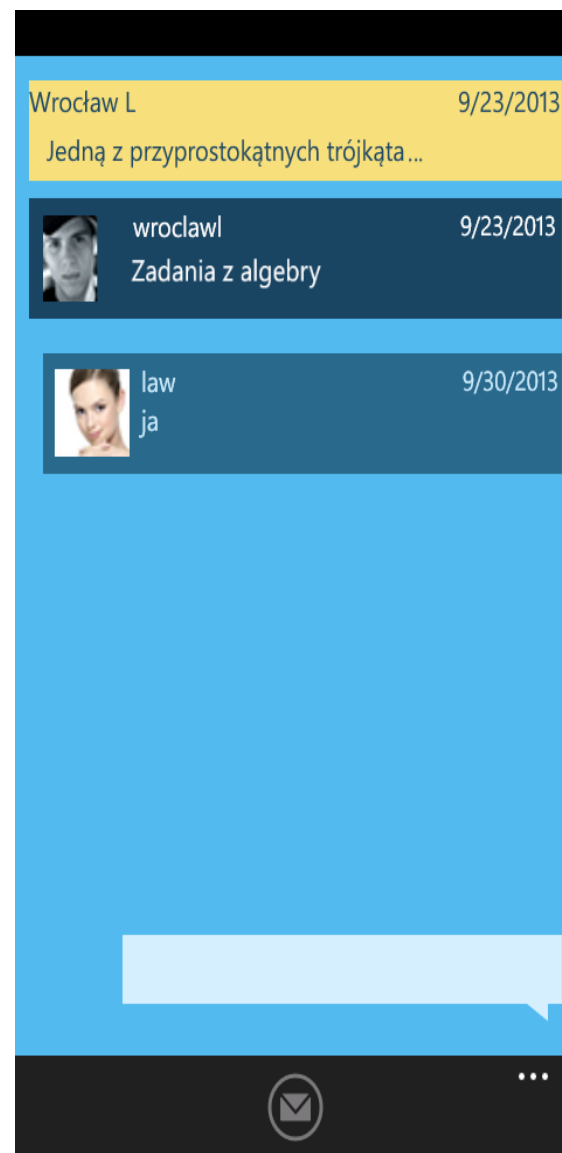 Wrocław L 9/23/2013
Jedną z przyprostokątnych trójkąta...
wroclawl 9/23/2013
Zadania z algebry
law 9/30/2013
ja